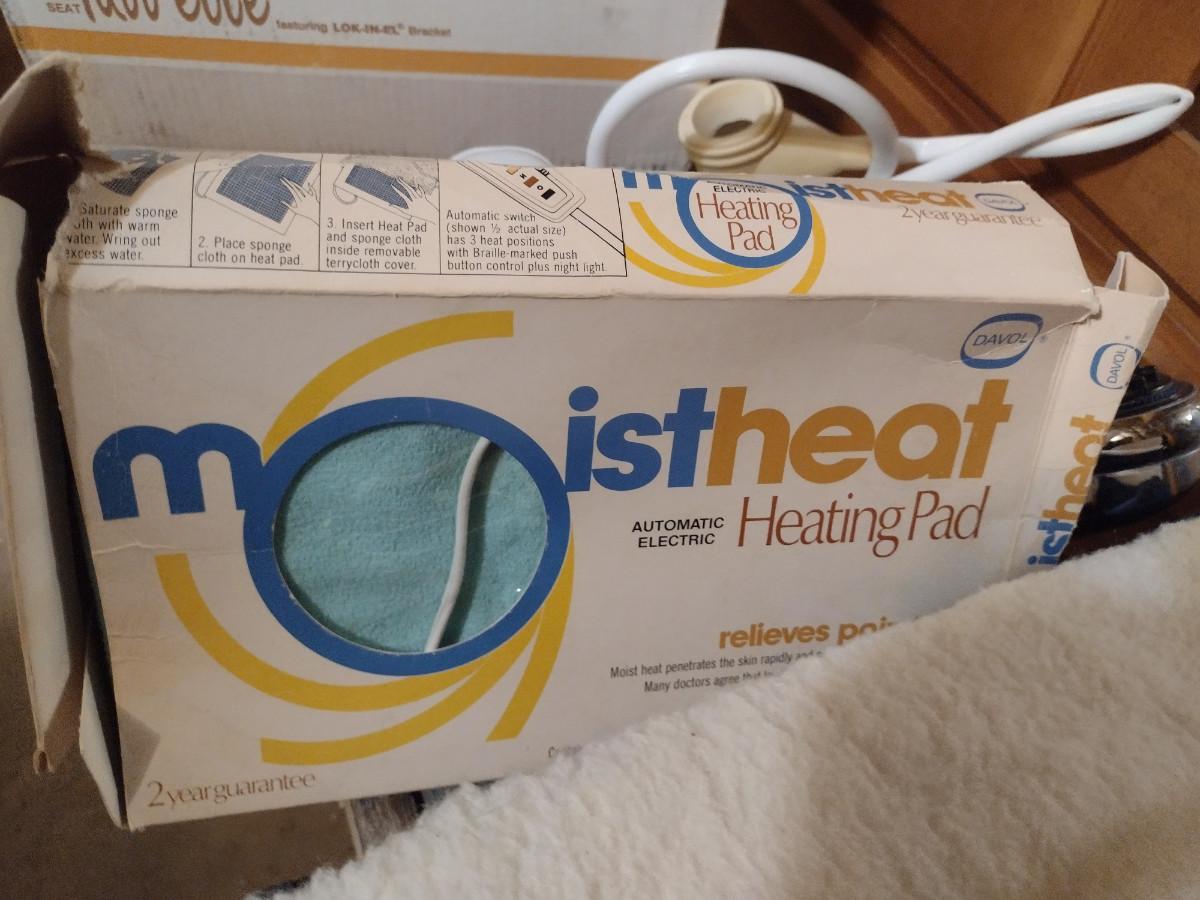 SEAT
featuring LOK-IN-EL® Bracket
Saturate sponge
cloth with warm
water. Wring out
excess water.
2. Place sponge
cloth on heat pad.
3. Insert Heat Pad
and sponge cloth
inside removable
terrycloth cover.
Automatic switch
(shown ½ actual size)
has 3 heat positions
with Braille-marked push
button control plus night light.
moistheat
ELECTRIC
Heating
Pad
DAVOL
2 year guarantee
DAVOL®
moistheat
AUTOMATIC
ELECTRIC
Heating Pad
relieves
Moist heat penetrates the skin rapidly and
Many doctors agree that
2 year guarantee
DAVOL®
istheat